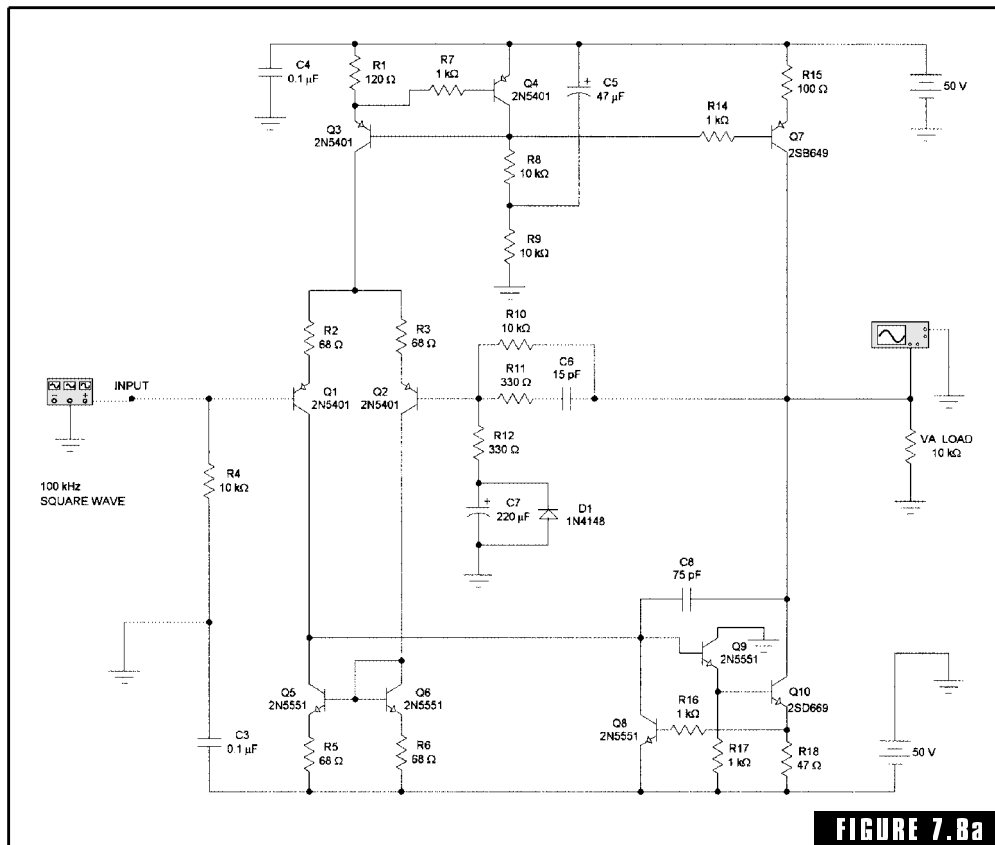 C4
0.1 µF
R1
120 Ω
R7
1 kΩ
Q4
2N5401
C5
47 µF
+
R15
100 Ω
50 V
Q3
2N5401
R14
1 kΩ
Q7
2SB649
R8
10 kΩ
R9
10 kΩ
R2
68 Ω
R3
68 Ω
R10
10 kΩ
R11
330 Ω
C6
15 pF
INPUT
Q1
2N5401
Q2
2N5401
R12
330 Ω
VA LOAD
10 kΩ
R4
10 kΩ
100 kHz
SQUARE WAVE
+
C7
220 µF
D1
1N4148
C8
75 pF
Q9
2N5551
Q5
2N5551
Q6
2N5551
Q10
2SD669
Q8
2N5551
R16
1 kΩ
C3
0.1 µF
R5
68 Ω
R6
68 Ω
R17
1 kΩ
R18
47 Ω
50 V
FIGURE 7.8a